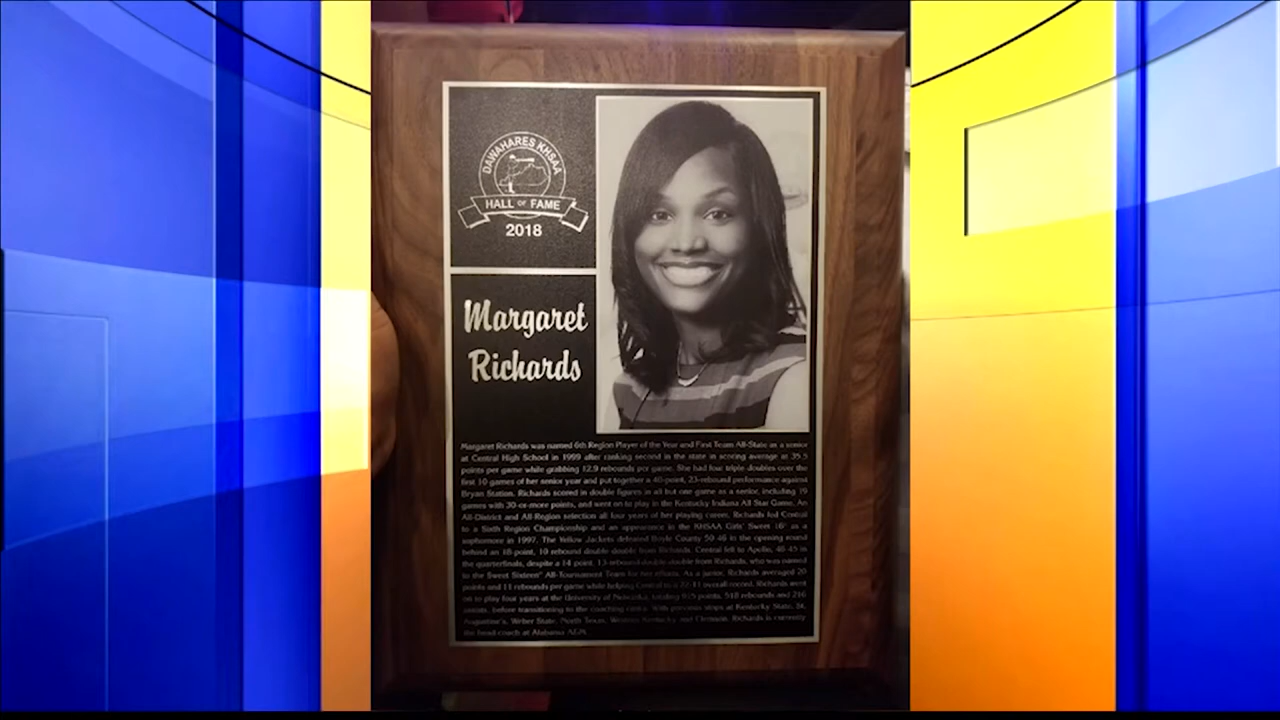 DAWAHARES KHSAA
HALL OF FAME
2018
Margaret
Richards
Margaret Richards was named 6th Region Player of the Year and First Team All-State as a senior
at Central High School in 1999 after ranking second in the state in scoring average at 35.5
points per game while grabbing 12.9 rebounds per game. She had four triple-doubles over the
first 10 games of her senior year and put together a 40-point, 23-rebound performance against
Bryan Station. Richards scored in double figures in all but one game as a senior, including 19
games with 30-or-more points, and went on to play in the Kentucky Indiana All-Star Game. An
All-District and All-Region selection all four years of her playing career, Richards led Central
to a Sixth Region Championship and an appearance in the KHSAA Girls' Sweet 16® as a
sophomore in 1997. The Yellow Jackets defeated Boyle County 50-46 in the opening round
behind an 18-point, 10 rebound double-double from Richards. Central fell to Apollo, 46-45 in
the quarterfinals, despite a 14 point, 13-rebound double-double from Richards, who was named
to the Sweet Sixteen® All-Tournament Team for her efforts. As a junior, Richards averaged 20
points and 11 rebounds per game while helping Central to a 22-11 overall record. Richards went
on to play four years at the University of Nebraska, totaling 915 points, 518 rebounds and 216
assists, before transitioning to the coaching ranks. With previous stops at Kentucky State, St.
Augustine's, Weber State, North Texas, Western Kentucky and Clemson, Richards is currently
the head coach at Alabama A&M.